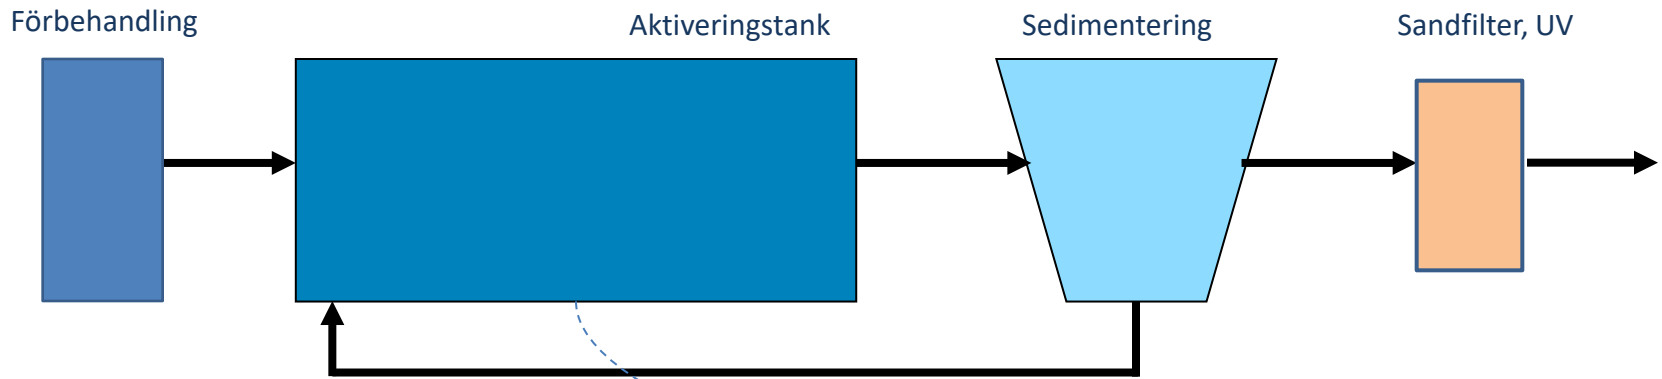 Förbehandling
Aktiveringstank
Sedimentering
Sandfilter, UV